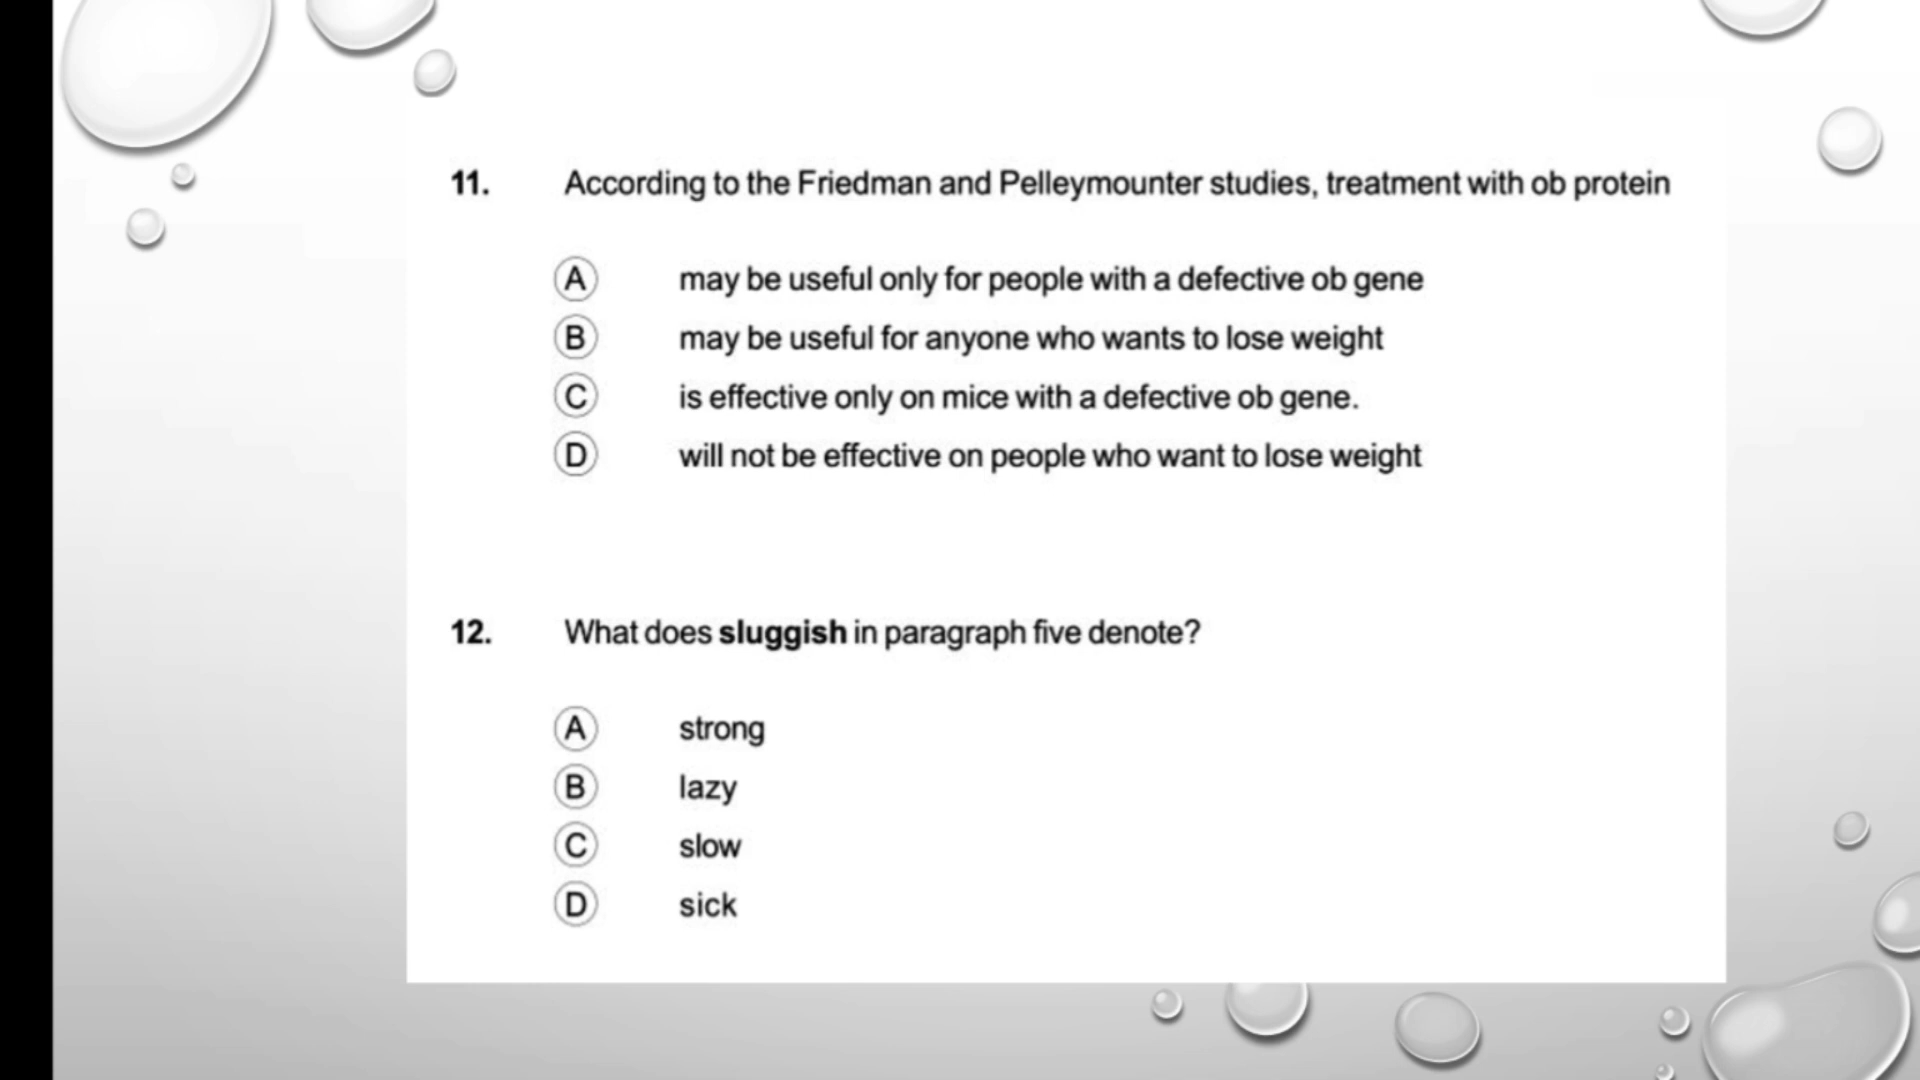 11. According to the Friedman and Pelleymounter studies, treatment with ob protein
A may be useful only for people with a defective ob gene
B may be useful for anyone who wants to lose weight
C is effective only on mice with a defective ob gene.
D will not be effective on people who want to lose weight
12. What does sluggish in paragraph five denote?
A strong
B lazy
C slow
D sick